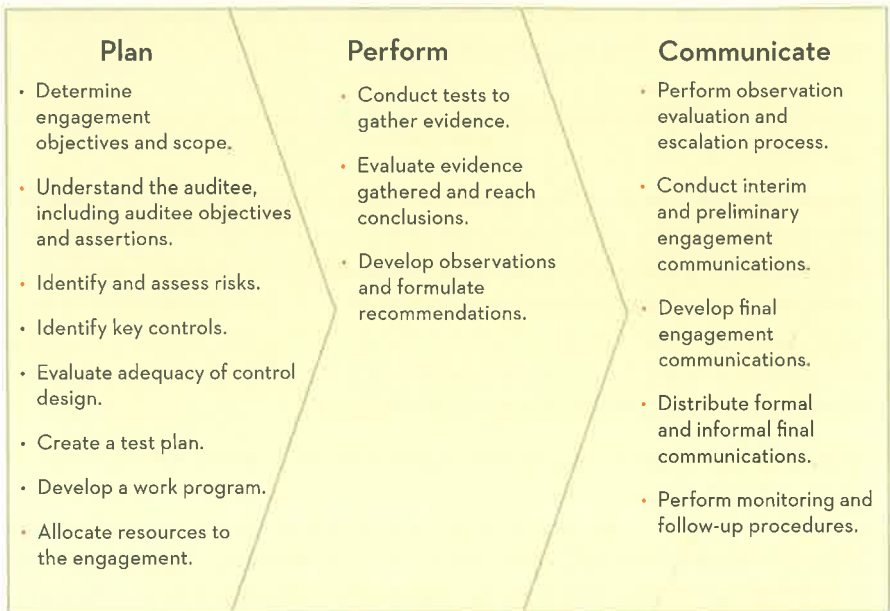 Plan
• Determine
engagement
objectives and scope.
• Understand the auditee,
including auditee objectives
and assertions.
• Identify and assess risks.
• Identify key controls.
• Evaluate adequacy of control
design.
• Create a test plan.
• Develop a work program.
• Allocate resources to
the engagement.
Perform
• Conduct tests to
gather evidence.
• Evaluate evidence
gathered and reach
conclusions.
• Develop observations
and formulate
recommendations.
Communicate
• Perform observation
evaluation and
escalation process.
• Conduct interim
and preliminary
engagement
communications.
• Develop final
engagement
communications.
• Distribute formal
and informal final
communications.
• Perform monitoring and
follow-up procedures.